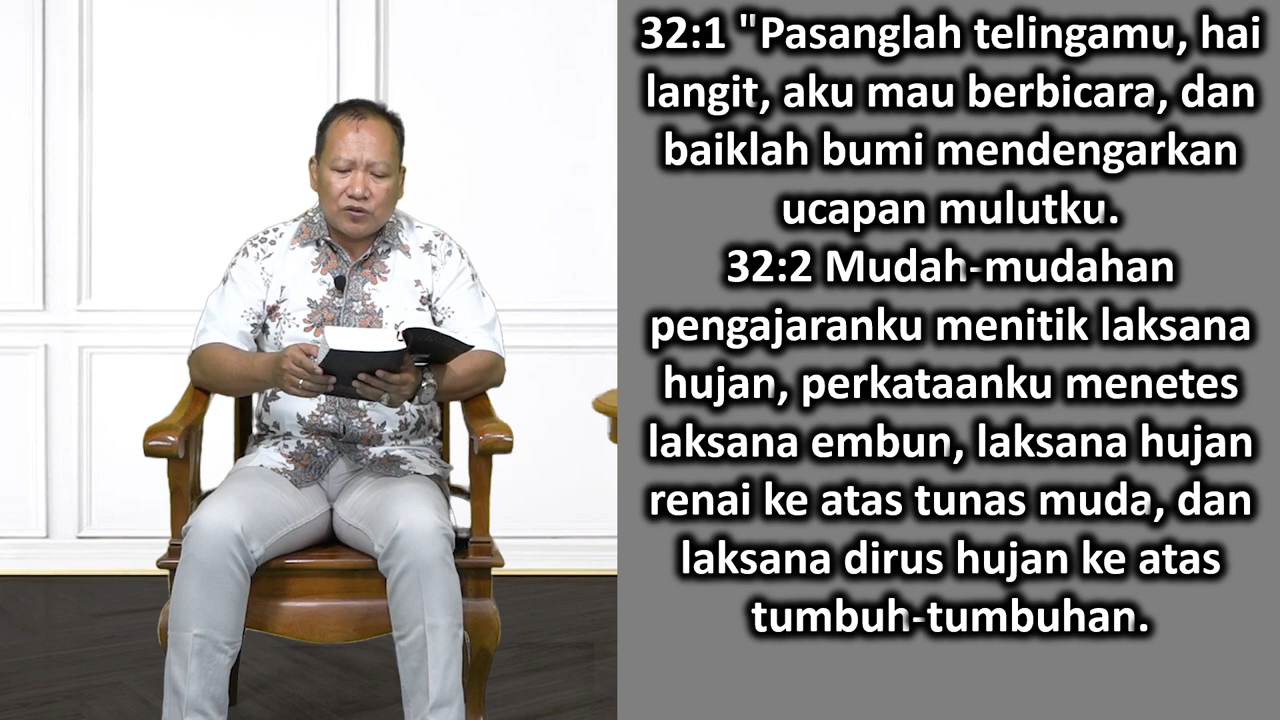 32:1 "Pasanglah telingamu, hai
langit, aku mau berbicara, dan
baiklah bumi mendengarkan
ucapan mulutku.
32:2 Mudah-mudahan
pengajaranku menitik laksana
hujan, perkataanku menetes
laksana embun, laksana hujan
renai ke atas tunas muda, dan
laksana dirus hujan ke atas
tumbuh-tumbuhan.